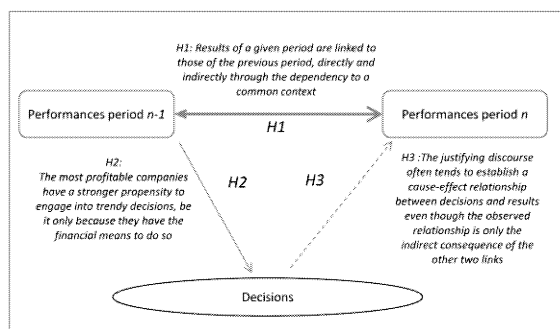 H1: Results of a given period are linked to
those of the previous period, directly and
indirectly through the dependency to a
common context
Performances period n-1
H1
Performances period n
H2:
The most profitable companies
have a stronger propensity to
engage into trendy decisions, be
it only because they have the
financial means to do so
H2
H3
H3 :The justifying discourse
often tends to establish a
cause-effect relationship
between decisions and results
even though the observed
relationship is only the
indirect consequence of the
other two links
Decisions